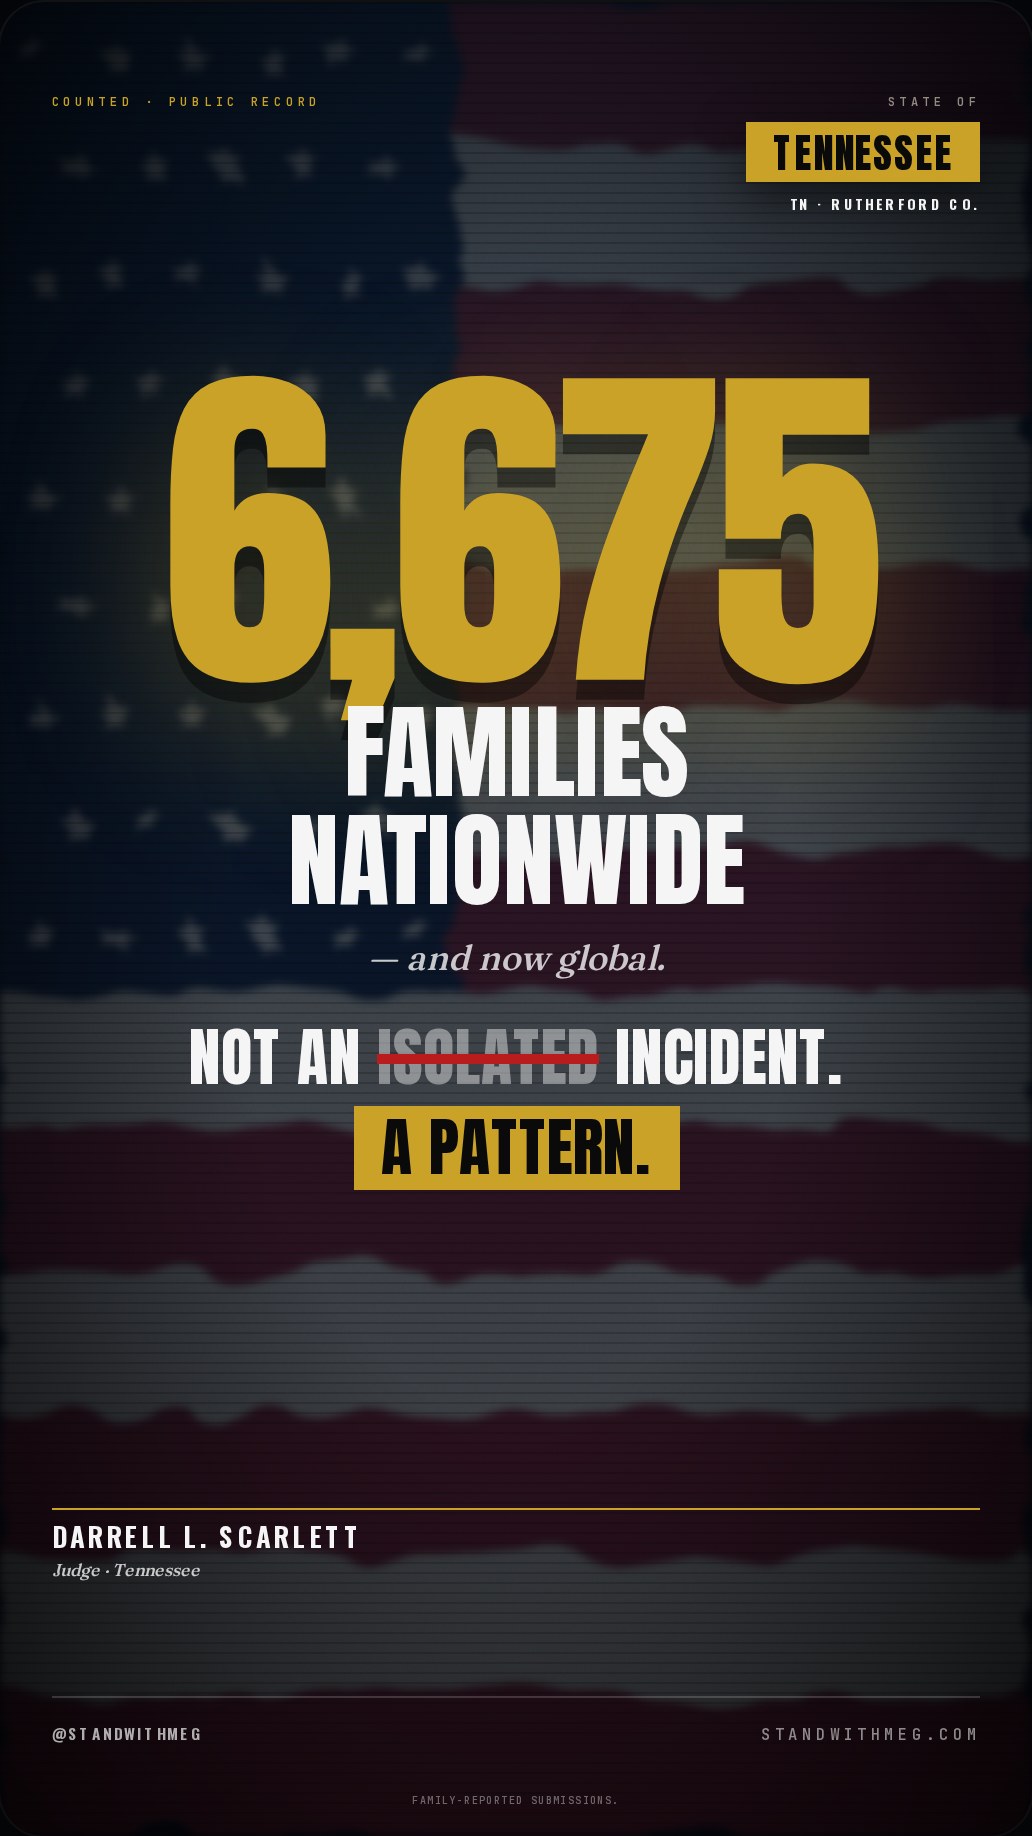 COUNTED · PUBLIC RECORD
STATE OF
TENNESSEE
TN · RUTHERFORD CO.
6,675
FAMILIES
NATIONWIDE
— and now global.
NOT AN ISOLATED INCIDENT.
A PATTERN.
DARRELL L. SCARLETT
Judge · Tennessee
@STANDWITHMEG
STANDWITHMEG.COM
FAMILY-REPORTED SUBMISSIONS.